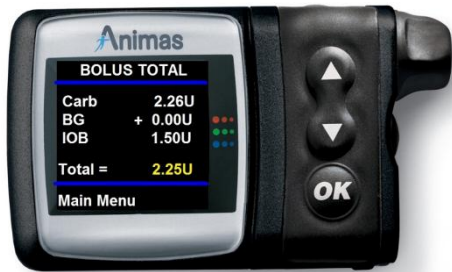 Animas
BOLUS TOTAL
Carb 2.26U
BG + 0.00U
IOB 1.50U
Total = 2.25U
Main Menu
OK